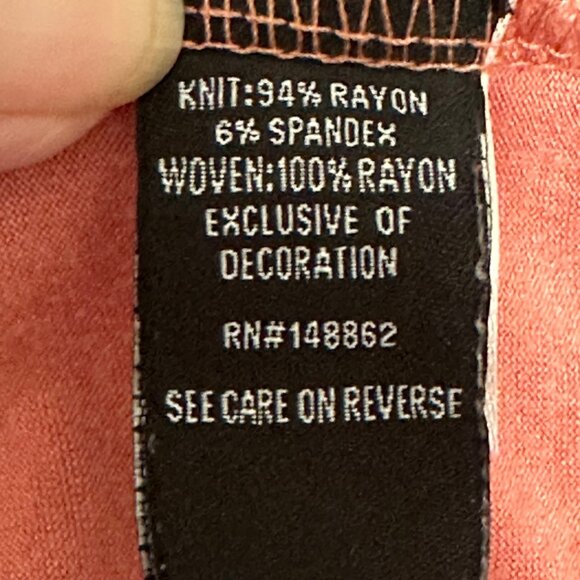 KNIT:94% RAYON
6% SPANDEX
WOVEN:100% RAYON
EXCLUSIVE OF
DECORATION
RN#148862
SEE CARE ON REVERSE